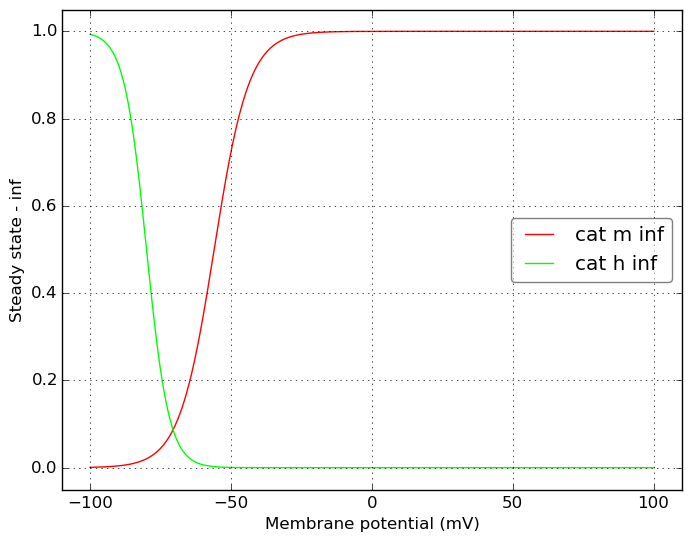 1.0
0.8
0.6
0.4
0.2
0.0
Steady state - inf
cat m inf
cat h inf
−100
−50
0
50
100
Membrane potential (mV)